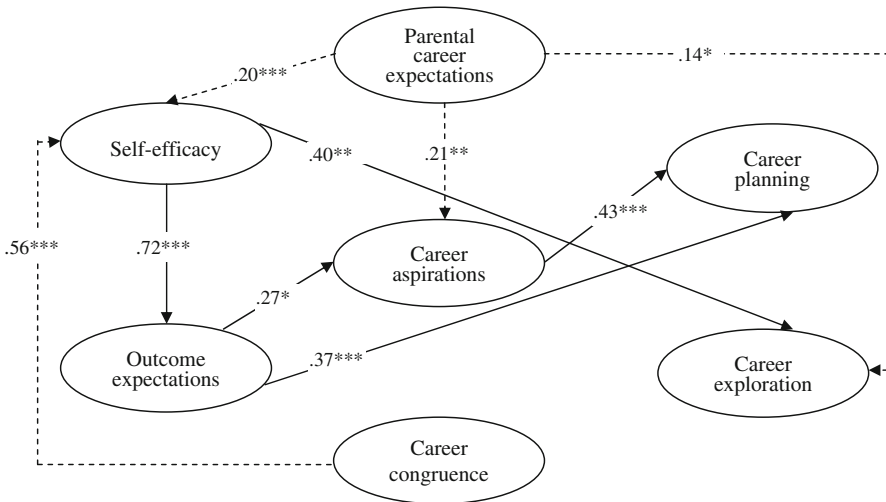 Parental
career
expectations
.14*
.20***
Self-efficacy
.40**
.21**
Career
planning
.43***
.56***
.72***
Career
aspirations
.27*
Outcome
expectations
.37***
Career
exploration
Career
congruence